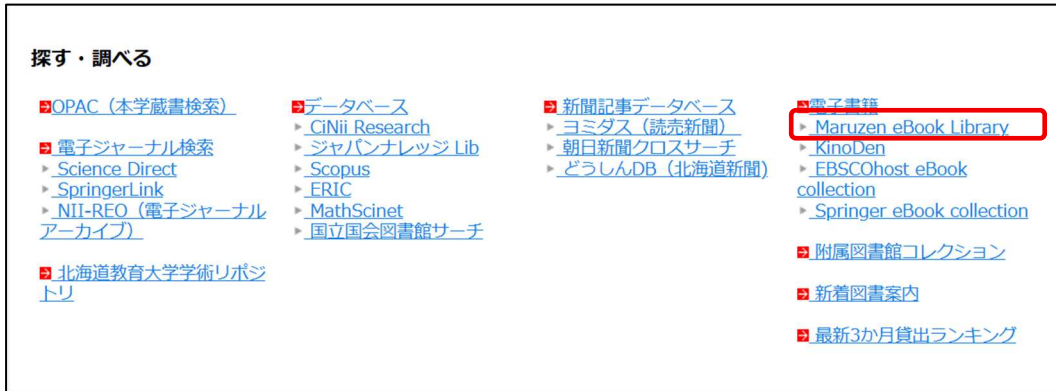 探す・調べる
OPAC（本学蔵書検索）
電子ジャーナル検索
Science Direct
SpringerLink
NII-REO（電子ジャーナル
アーカイブ）
北海道教育大学学術リポジ
トリ
データベース
CiNii Research
ジャパンナレッジ Lib
Scopus
ERIC
MathScinet
国立国会図書館サーチ
新聞記事データベース
ヨミダス（読売新聞）
朝日新聞クロスサーチ
どうしんDB（北海道新聞)
電子書籍
Maruzen eBook Library
KinoDen
EBSCOhost eBook
collection
Springer eBook collection
附属図書館コレクション
新着図書案内
最新3か月貸出ランキング